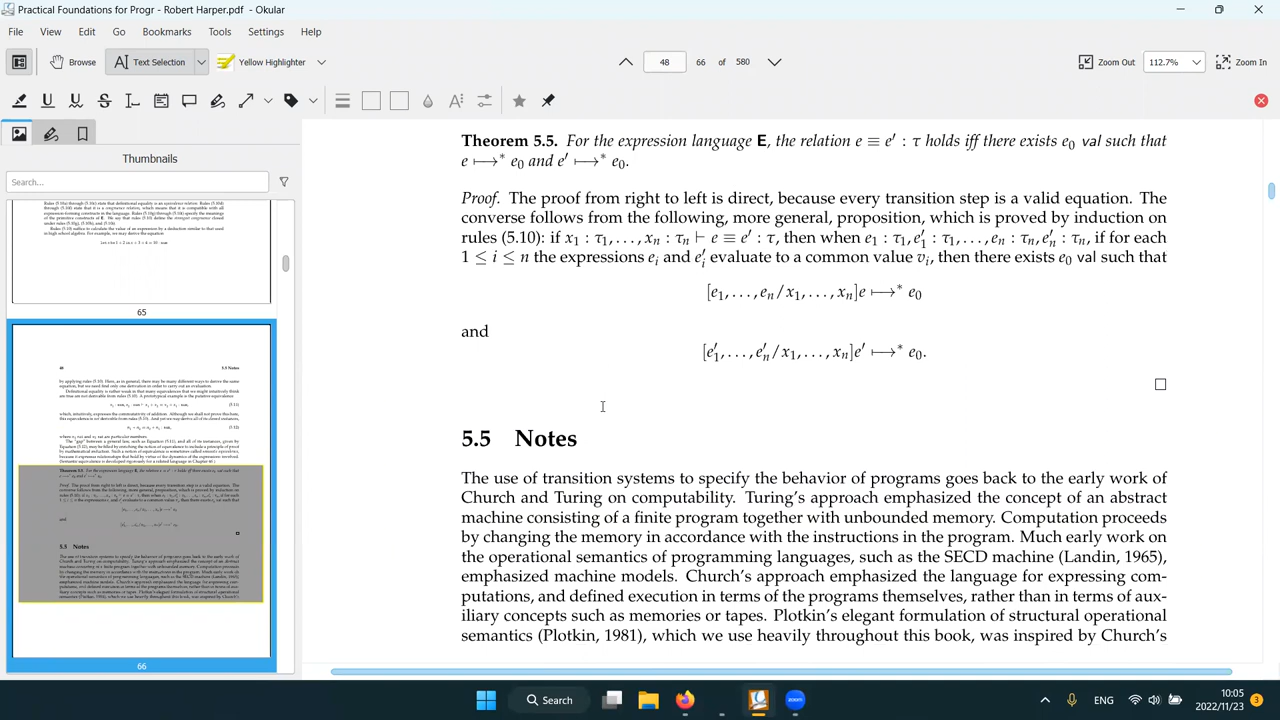 Practical Foundations for Progr - Robert Harper.pdf - Okular
File View Edit Go Bookmarks Tools Settings Help
Browse Text Selection Yellow Highlighter 48 66 of 580 Zoom Out 112.7% Zoom In
Thumbnails
Search...
65
66
Theorem 5.5. For the expression language E, the relation e ≡ e′ : τ holds iff there exists e₀ val such that
e ⟼* e₀ and e′ ⟼* e₀.
Proof. The proof from right to left is direct, because every transition step is a valid equation. The
converse follows from the following, more general, proposition, which is proved by induction on
rules (5.10): if x₁ : τ₁, . . . , xₙ : τₙ ⊢ e ≡ e′ : τ, then when e₁ : τ₁, e′₁ : τ₁, . . . , eₙ : τₙ, e′ₙ : τₙ, if for each
1 ≤ i ≤ n the expressions eᵢ and e′ᵢ evaluate to a common value vᵢ, then there exists e₀ val such that
[e₁, . . . , eₙ/x₁, . . . , xₙ]e ⟼* e₀
and
[e′₁, . . . , e′ₙ/x₁, . . . , xₙ]e′ ⟼* e₀.
5.5 Notes
The use of transition systems to specify the behavior of programs goes back to the early work of
Church and Turing on computability. Turing's approach emphasized the concept of an abstract
machine consisting of a finite program together with unbounded memory. Computation proceeds
by changing the memory in accordance with the instructions in the program. Much early work on
the operational semantics of programming languages, such as the SECD machine (Landin, 1965),
emphasized machine models. Church's approach emphasized the language for expressing com-
putations, and defined execution in terms of the programs themselves, rather than in terms of aux-
iliary concepts such as memories or tapes. Plotkin's elegant formulation of structural operational
semantics (Plotkin, 1981), which we use heavily throughout this book, was inspired by Church's
Search
zoom
ENG
10:05
2022/11/23
3